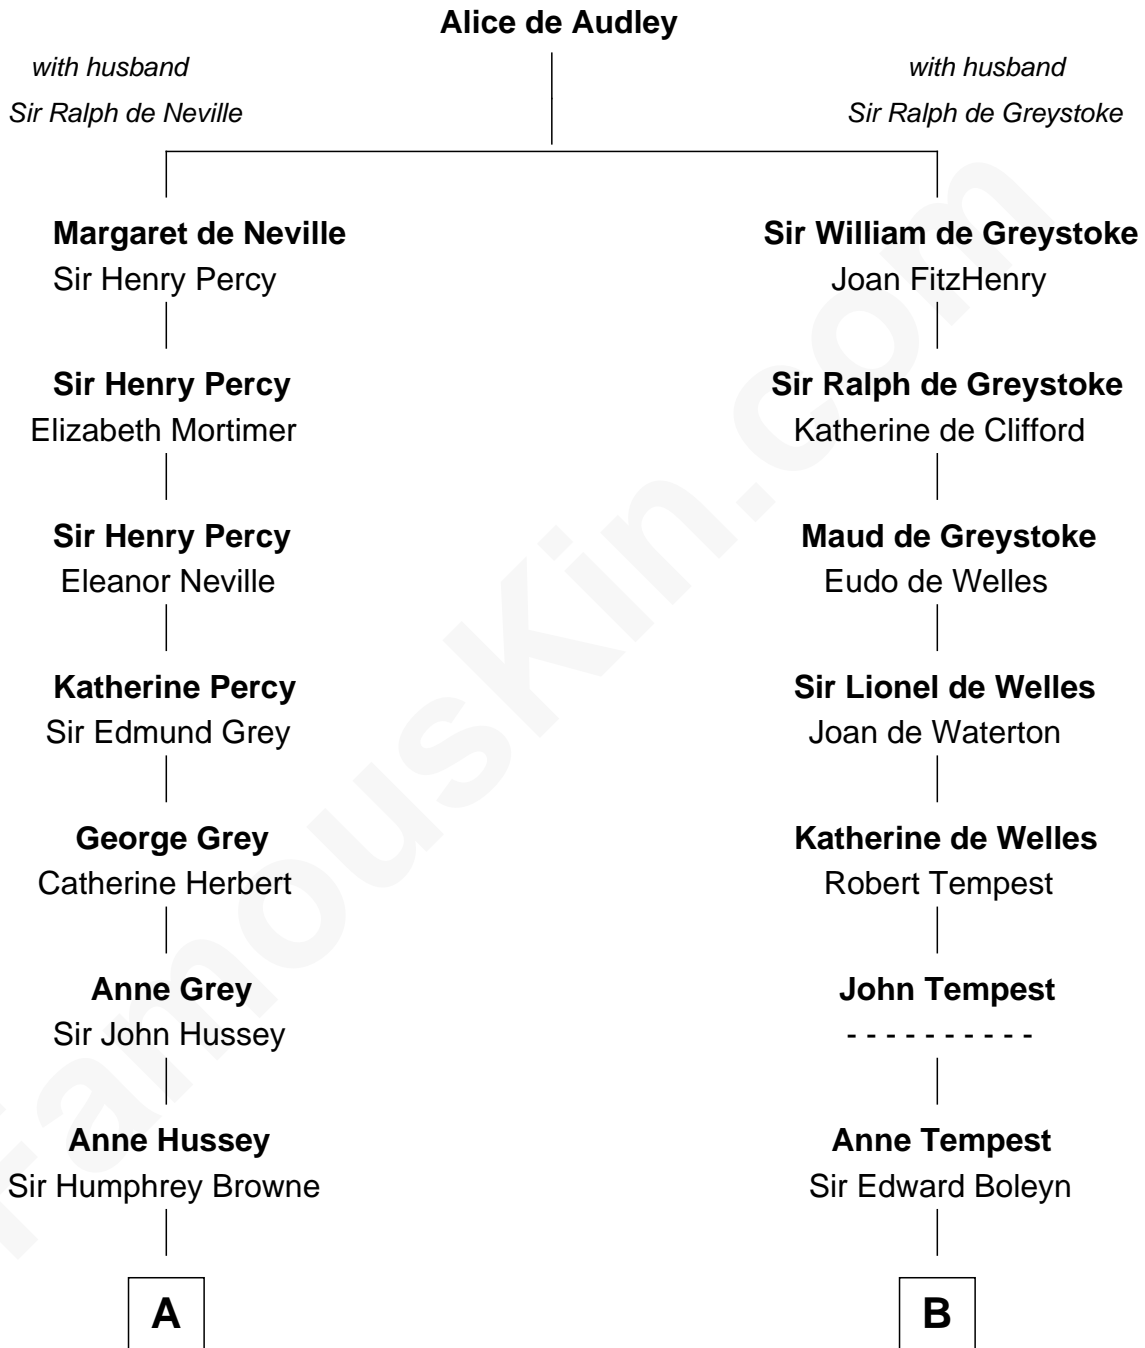 Alice de Audley
with husband
Sir Ralph de Neville
with husband
Sir Ralph de Greystoke
Margaret de Neville
Sir Henry Percy
Sir William de Greystoke
Joan FitzHenry
Sir Henry Percy
Elizabeth Mortimer
Sir Ralph de Greystoke
Katherine de Clifford
Sir Henry Percy
Eleanor Neville
Maud de Greystoke
Eudo de Welles
Katherine Percy
Sir Edmund Grey
Sir Lionel de Welles
Joan de Waterton
George Grey
Catherine Herbert
Katherine de Welles
Robert Tempest
Anne Grey
Sir John Hussey
John Tempest
- - - - - - - - - -
Anne Hussey
Sir Humphrey Browne
Anne Tempest
Sir Edward Boleyn
A
B
FamousKin.com